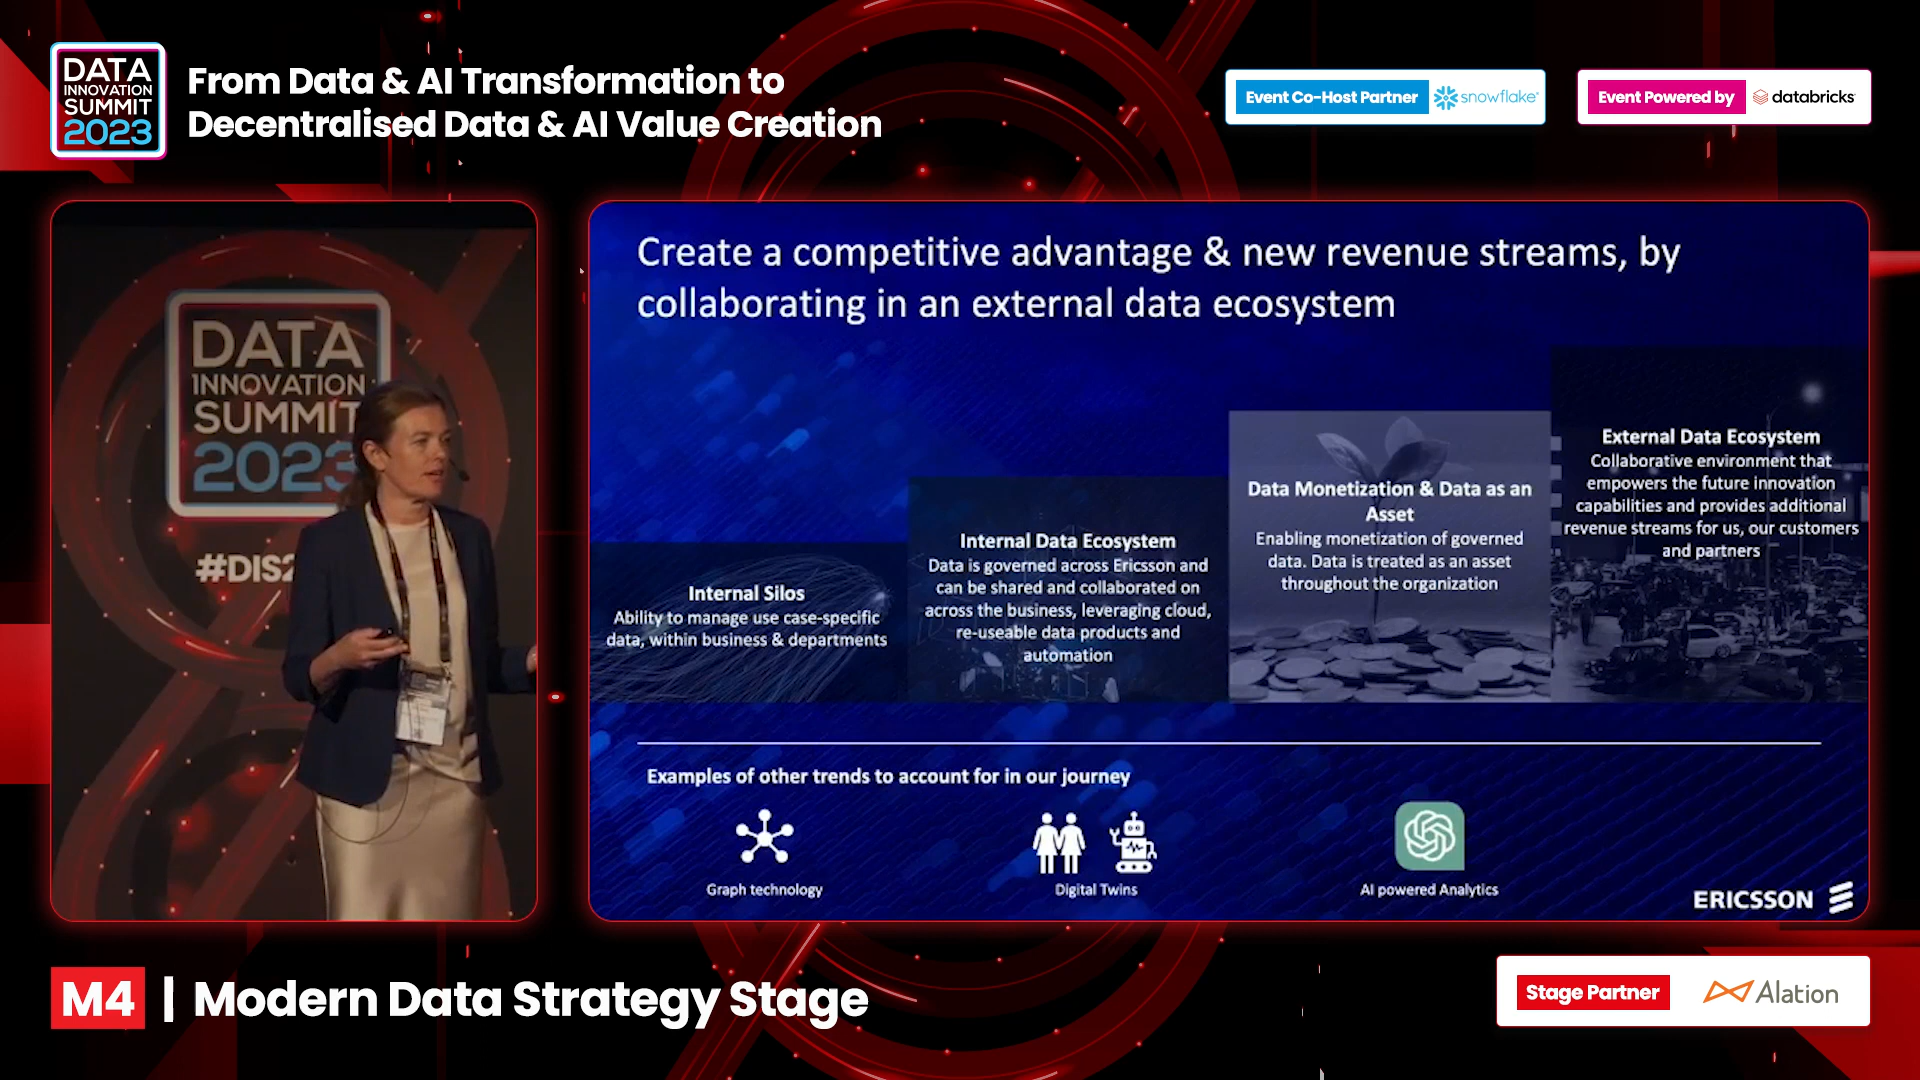 DATA
INNOVATION
SUMMIT
2023
From Data & AI Transformation to
Decentralised Data & AI Value Creation
Event Co-Host Partner
snowflake
Event Powered by
databricks
DATA
INNOVATION
SUMMIT
2023
#DIS2
Create a competitive advantage & new revenue streams, by
collaborating in an external data ecosystem
Internal Silos
Ability to manage use case-specific
data, within business & departments
Internal Data Ecosystem
Data is governed across Ericsson and
can be shared and collaborated on
across the business, leveraging cloud,
re-useable data products and
automation
Data Monetization & Data as an
Asset
Enabling monetization of governed
data. Data is treated as an asset
throughout the organization
External Data Ecosystem
Collaborative environment that
empowers the future innovation
capabilities and provides additional
revenue streams for us, our customers
and partners
Examples of other trends to account for in our journey
Graph technology
Digital Twins
AI powered Analytics
ERICSSON
M4 | Modern Data Strategy Stage
Stage Partner
Alation